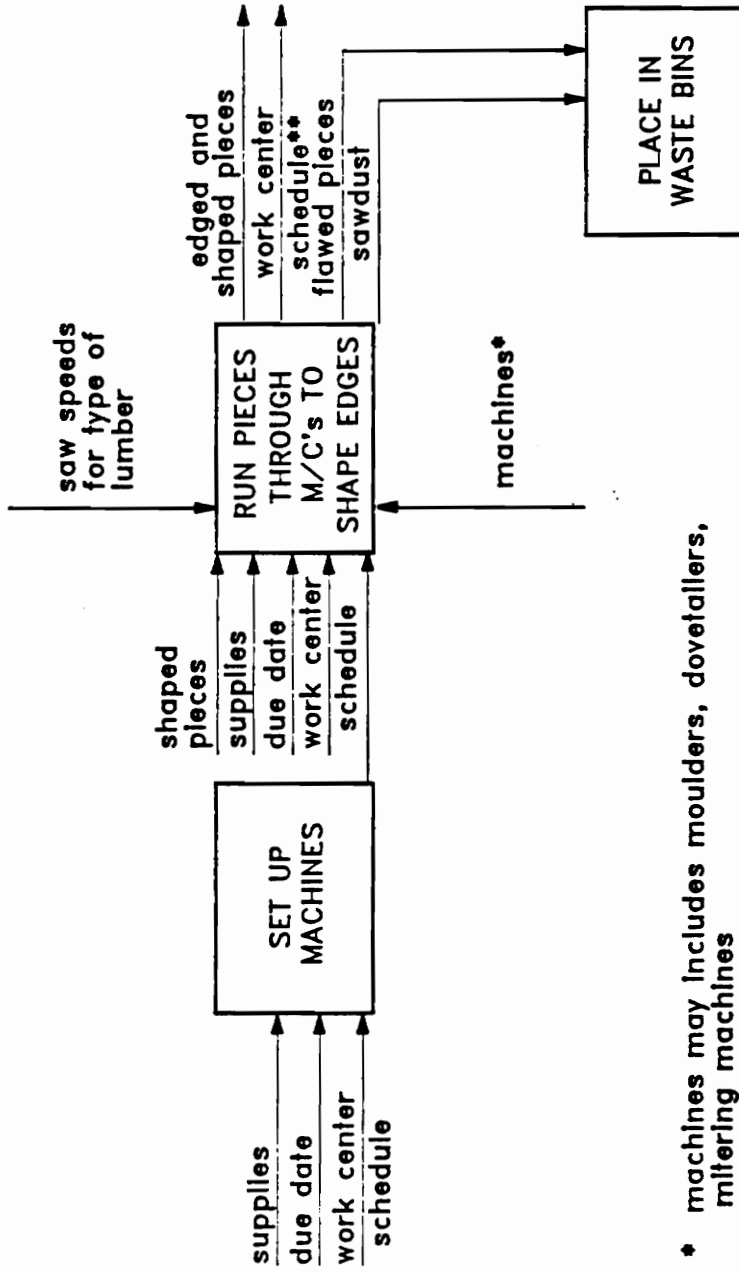 supplies
due date
work center
schedule
SET UP
MACHINES
shaped
pieces
supplies
due date
work center
schedule
saw speeds
for type of
lumber
RUN PIECES
THROUGH
M/C's TO
SHAPE EDGES
machines*
edged and
shaped pieces
work center
schedule**
flawed pieces
sawdust
PLACE IN
WASTE BINS
* machines may includes moulders, dovetailers,
mitering machines